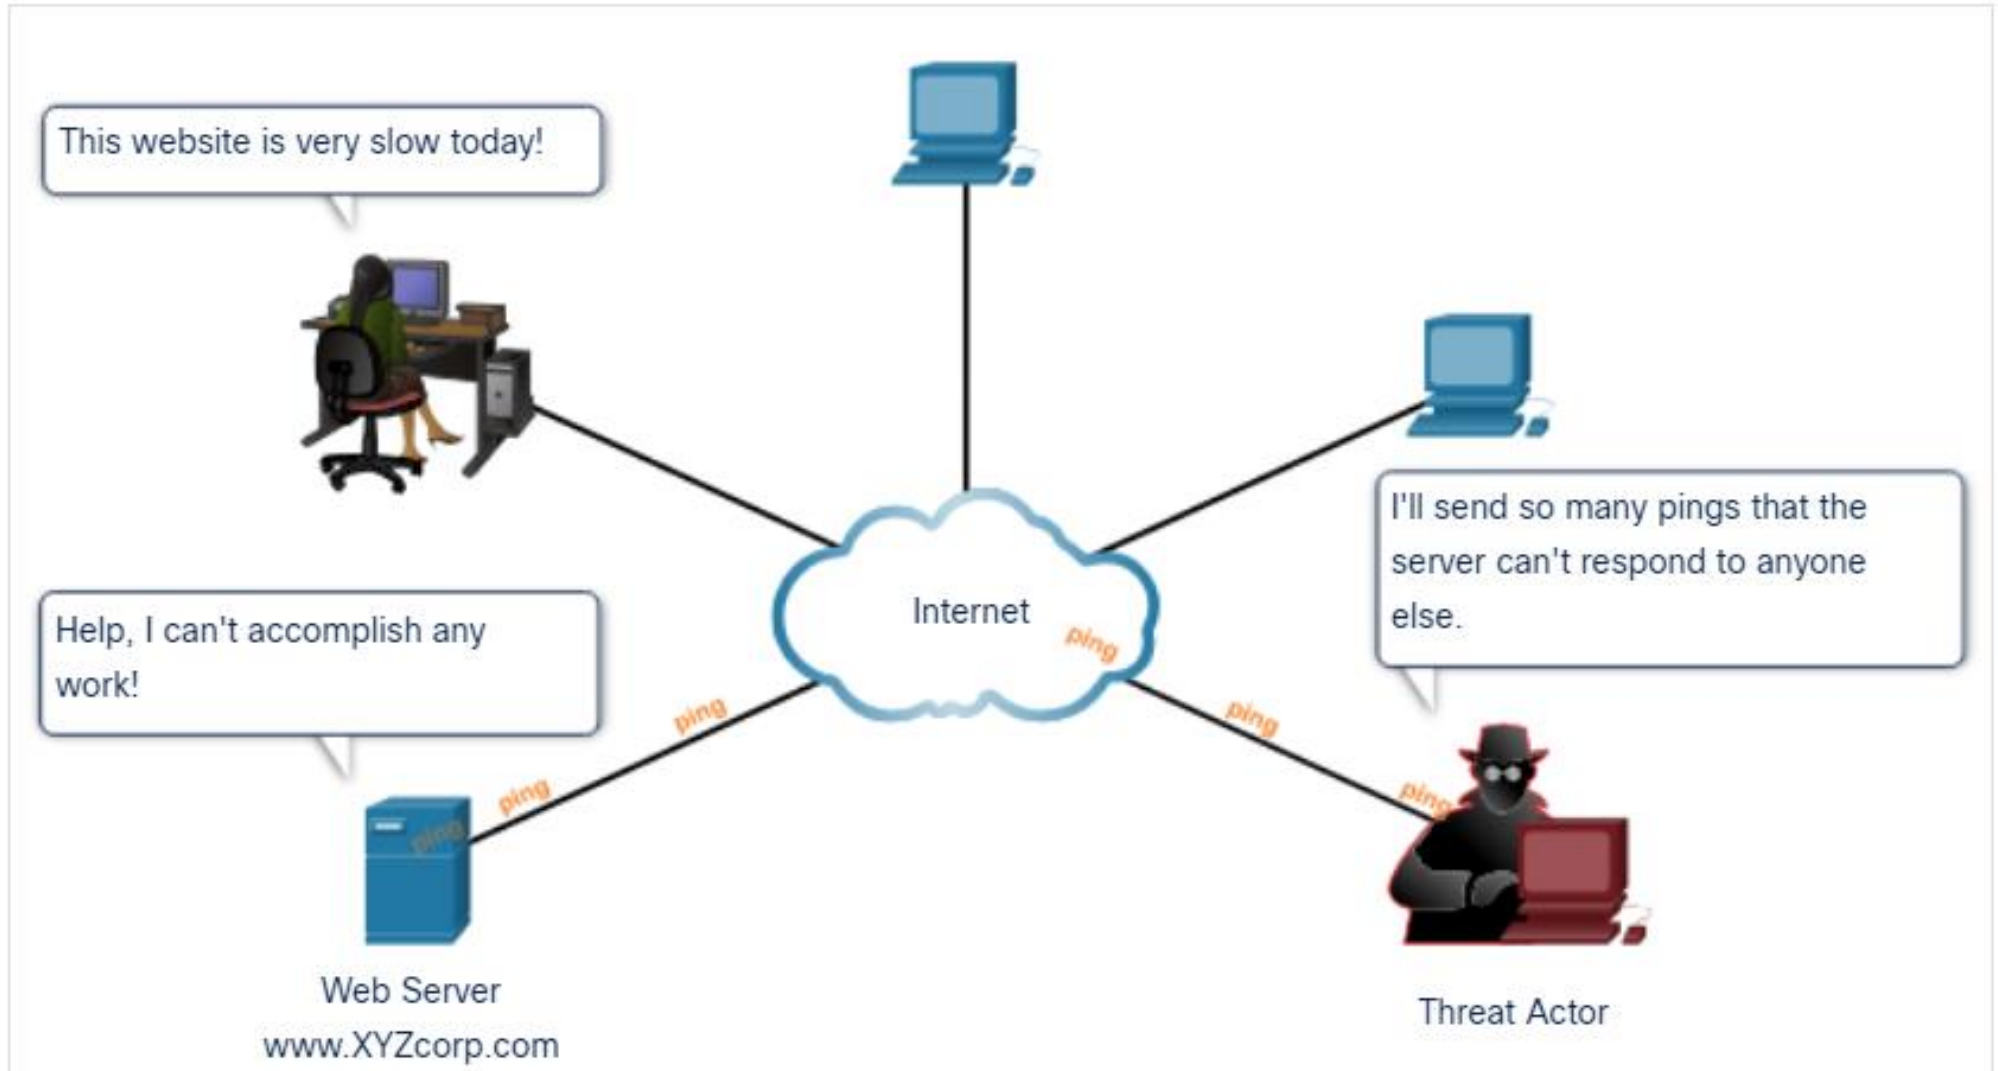 This website is very slow today!
I'll send so many pings that the
server can't respond to anyone
else.
Help, I can't accomplish any
work!
Internet
ping
ping
ping
ping
ping
ping
Web Server
www.XYZcorp.com
Threat Actor